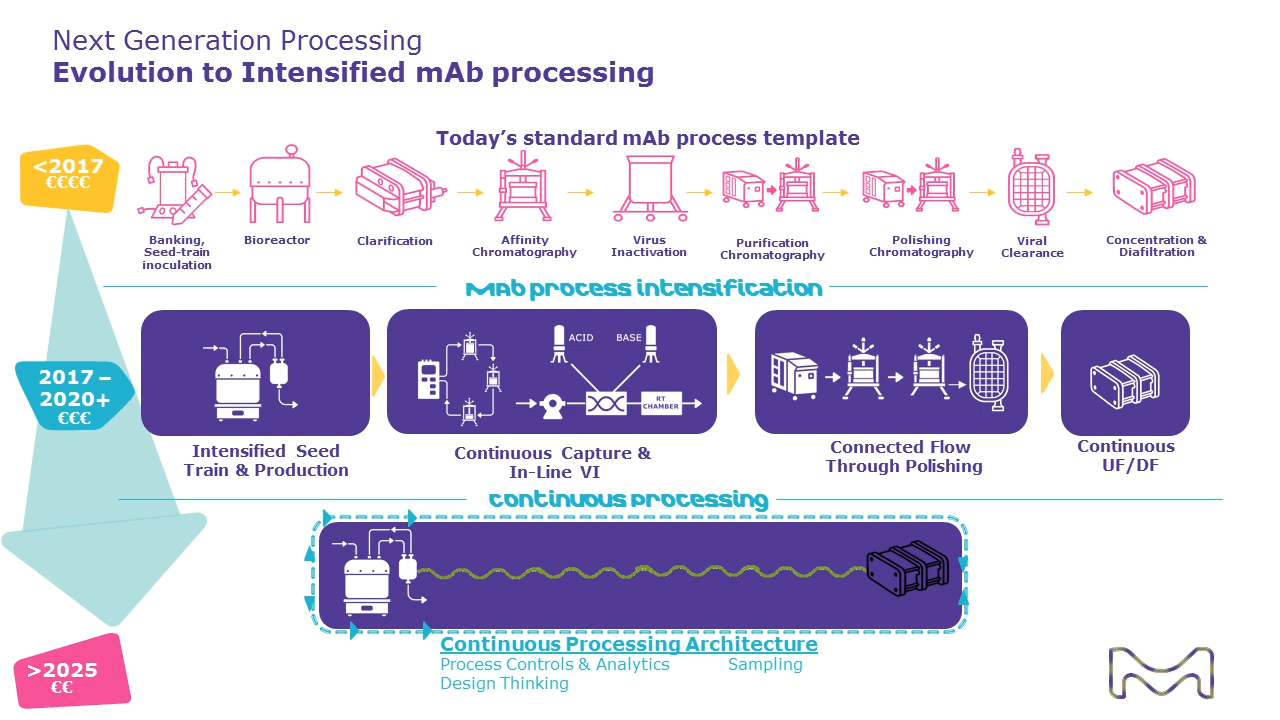 Next Generation Processing
Evolution to Intensified mAb processing
Today's standard mAb process template
<2017
€€€€
Banking,
Seed-train
inoculation
Bioreactor
Clarification
Affinity
Chromatography
Virus
Inactivation
Purification
Chromatography
Polishing
Chromatography
Viral
Clearance
Concentration &
Diafiltration
MAb process intensification
2017 –
2020+
€€€
ACID
BASE
RT
CHAMBER
Intensified Seed
Train & Production
Continuous Capture &
In-Line VI
Connected Flow
Through Polishing
Continuous
UF/DF
continuous processing
>2025
€€
Continuous Processing Architecture
Process Controls & Analytics Sampling
Design Thinking
M